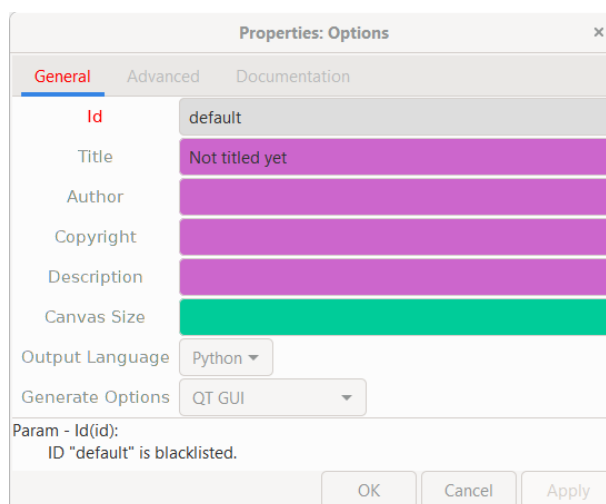 Properties: Options ×
General Advanced Documentation
Id default
Title Not titled yet
Author
Copyright
Description
Canvas Size
Output Language Python
Generate Options QT GUI
Param - Id(id):
ID "default" is blacklisted.
OK Cancel Apply